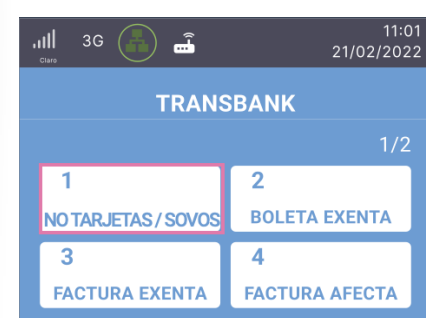 3G 11:01
Claro 21/02/2022
TRANSBANK
1/2
1 2
NO TARJETAS / SOVOS BOLETA EXENTA
3 4
FACTURA EXENTA FACTURA AFECTA